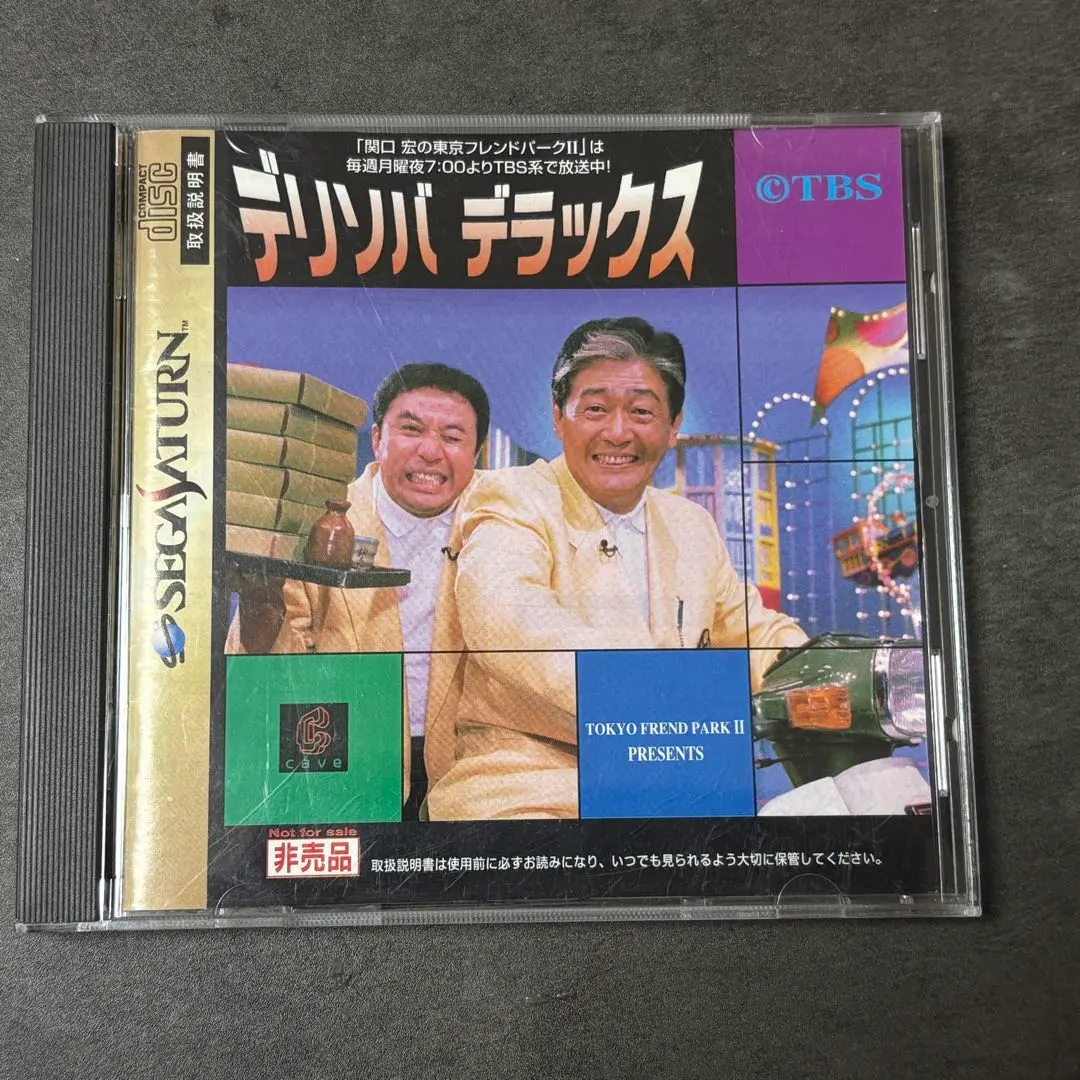 「関口 宏の東京フレンドパークII」は
毎週月曜夜7:00よりTBS系で放送中!
デリソバ デラックス
©TBS
COMPACT
disc
取扱説明書
SEGA SATURN™
cave
TOKYO FREND PARK II
PRESENTS
Not for sale
非売品
取扱説明書は使用前に必ずお読みになり、いつでも見られるよう大切に保管してください。